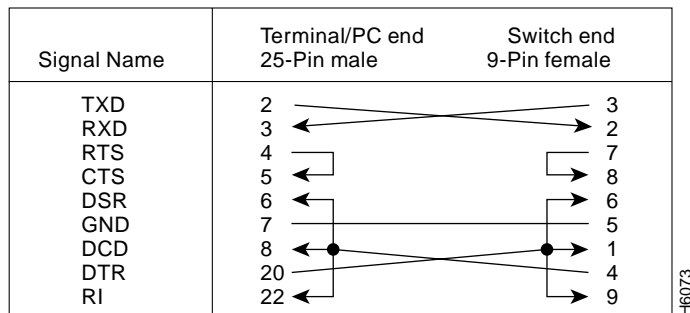 Signal Name Terminal/PC end 25-Pin male Switch end 9-Pin female
TXD 2 3
RXD 3 2
RTS 4 7
CTS 5 8
DSR 6 6
GND 7 5
DCD 8 1
DTR 20 4
RI 22 9
H6073